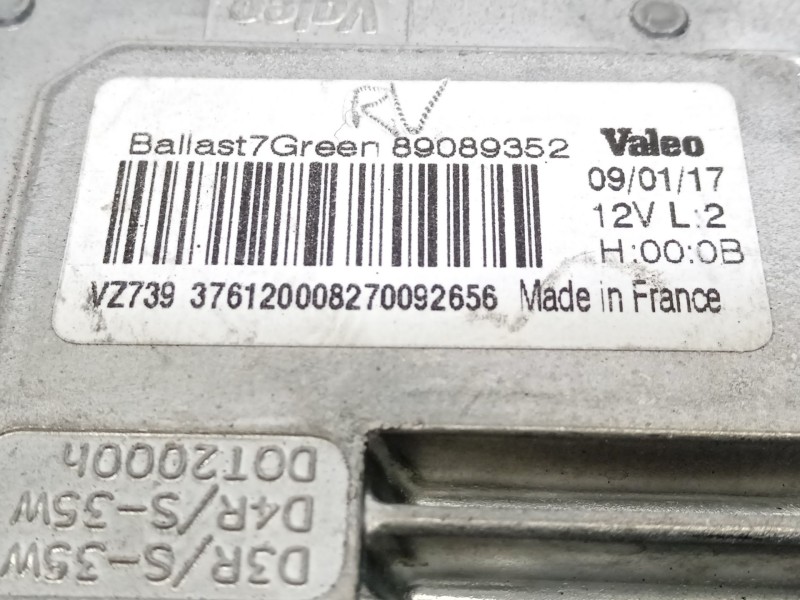 Valeo
RV
Ballast7Green 89089352
Valeo
09/01/17
12V L:2
H:00:0B
VZ739 376120008270092656 Made in France
D3R/S-35W
D4R/S-35W
DOT2000h